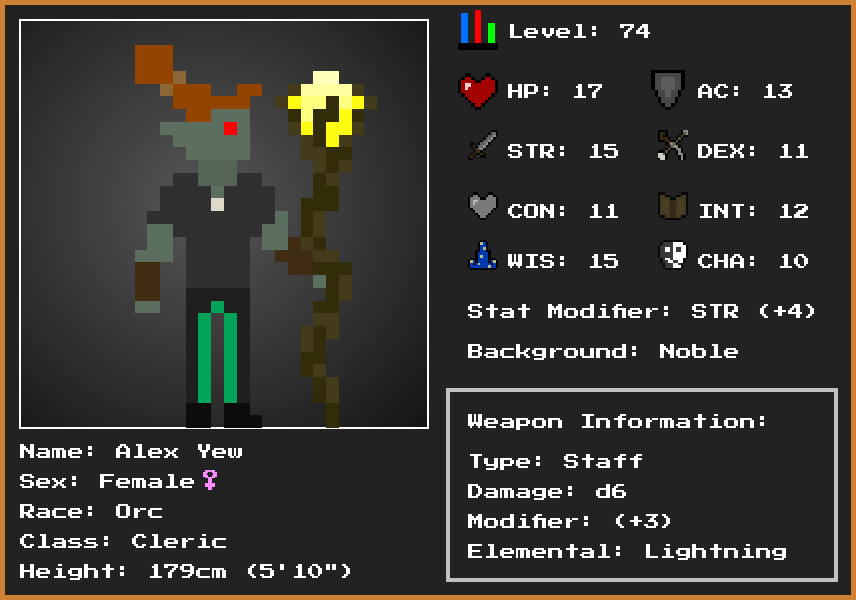 Level: 74
HP: 17
AC: 13
STR: 15
DEX: 11
CON: 11
INT: 12
WIS: 15
CHA: 10
Stat Modifier: STR (+4)
Background: Noble
Weapon Information:
Type: Staff
Damage: d6
Modifier: (+3)
Elemental: Lightning
Name: Alex Yew
Sex: Female♀
Race: Orc
Class: Cleric
Height: 179cm (5'10")